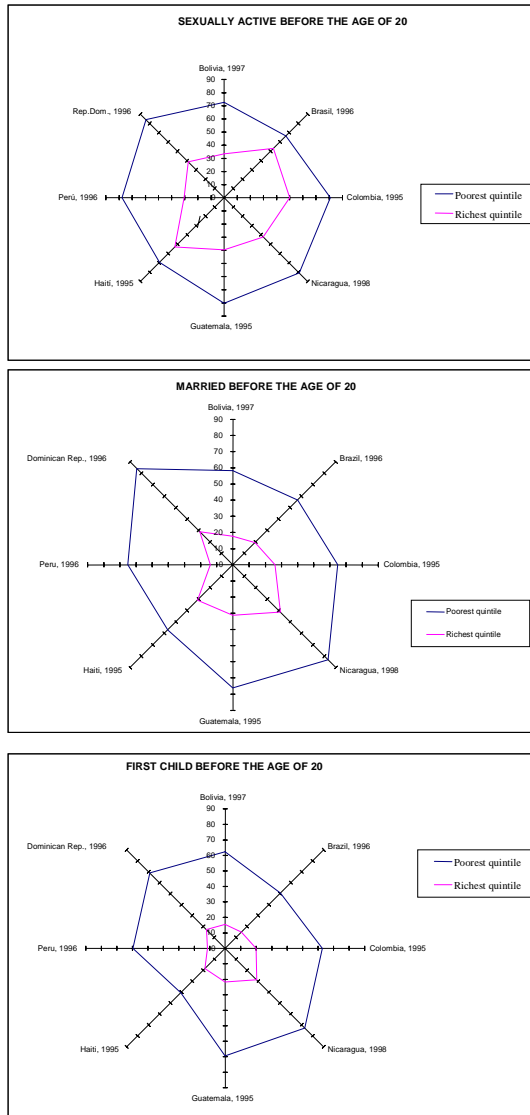 SEXUALLY ACTIVE BEFORE THE AGE OF 20
Bolivia, 1997
90
80
70
60
50
40
30
20
10
0
Rep.Dom., 1996
Brasil, 1996
Perú, 1996
Colombia, 1995
Haiti, 1995
Nicaragua, 1998
Guatemala, 1995
Poorest quintile
Richest quintile
MARRIED BEFORE THE AGE OF 20
Bolivia, 1997
90
80
70
60
50
40
30
20
10
0
Dominican Rep., 1996
Brazil, 1996
Peru, 1996
Colombia, 1995
Haiti, 1995
Nicaragua, 1998
Guatemala, 1995
Poorest quintile
Richest quintile
FIRST CHILD BEFORE THE AGE OF 20
Bolivia, 1997
90
80
70
60
50
40
30
20
10
0
Dominican Rep., 1996
Brazil, 1996
Peru, 1996
Colombia, 1995
Haiti, 1995
Nicaragua, 1998
Guatemala, 1995
Poorest quintile
Richest quintile